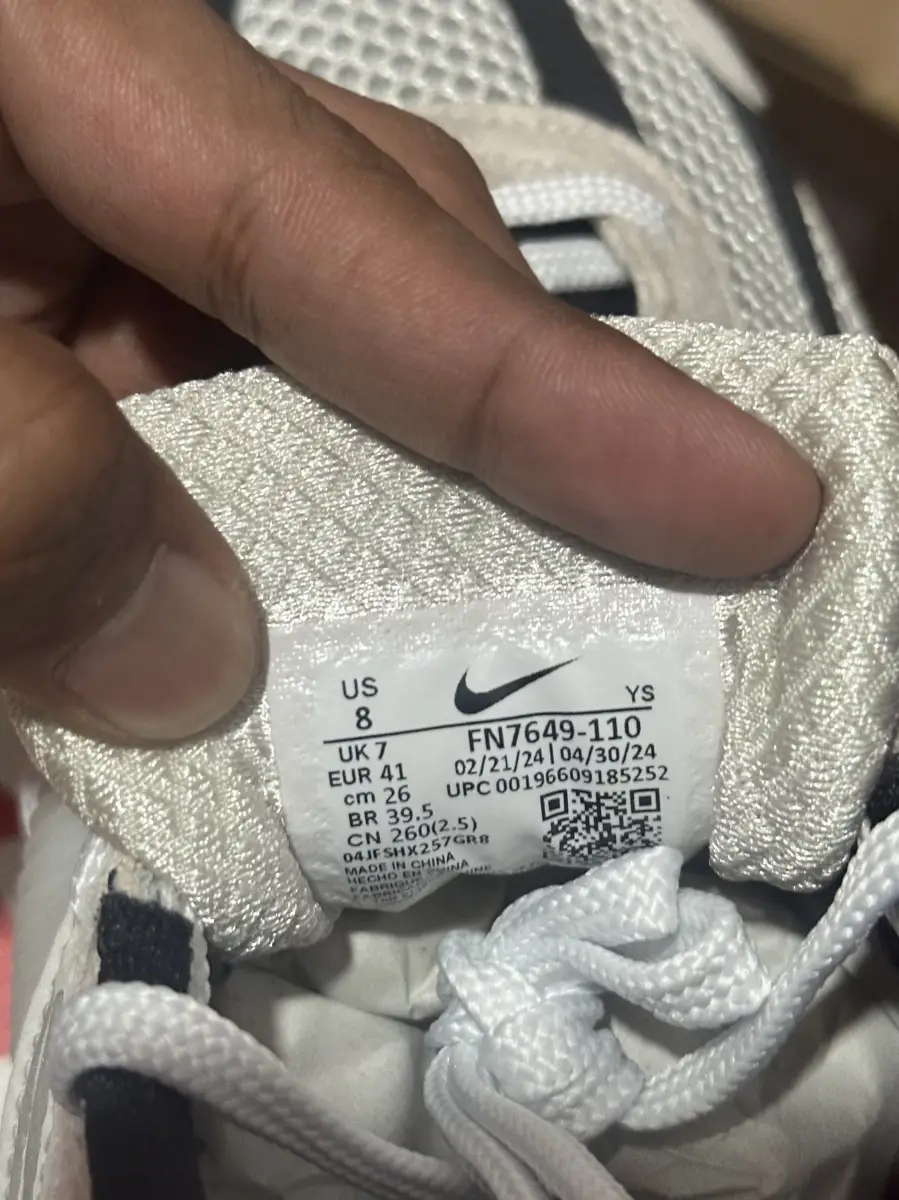 US
8
YS
UK 7
FN7649-110
EUR 41
02/21/24 | 04/30/24
cm 26
UPC 00196609185252
BR 39.5
CN 260(2.5)
04JFSHX257GR8
MADE IN CHINA
HECHO EN